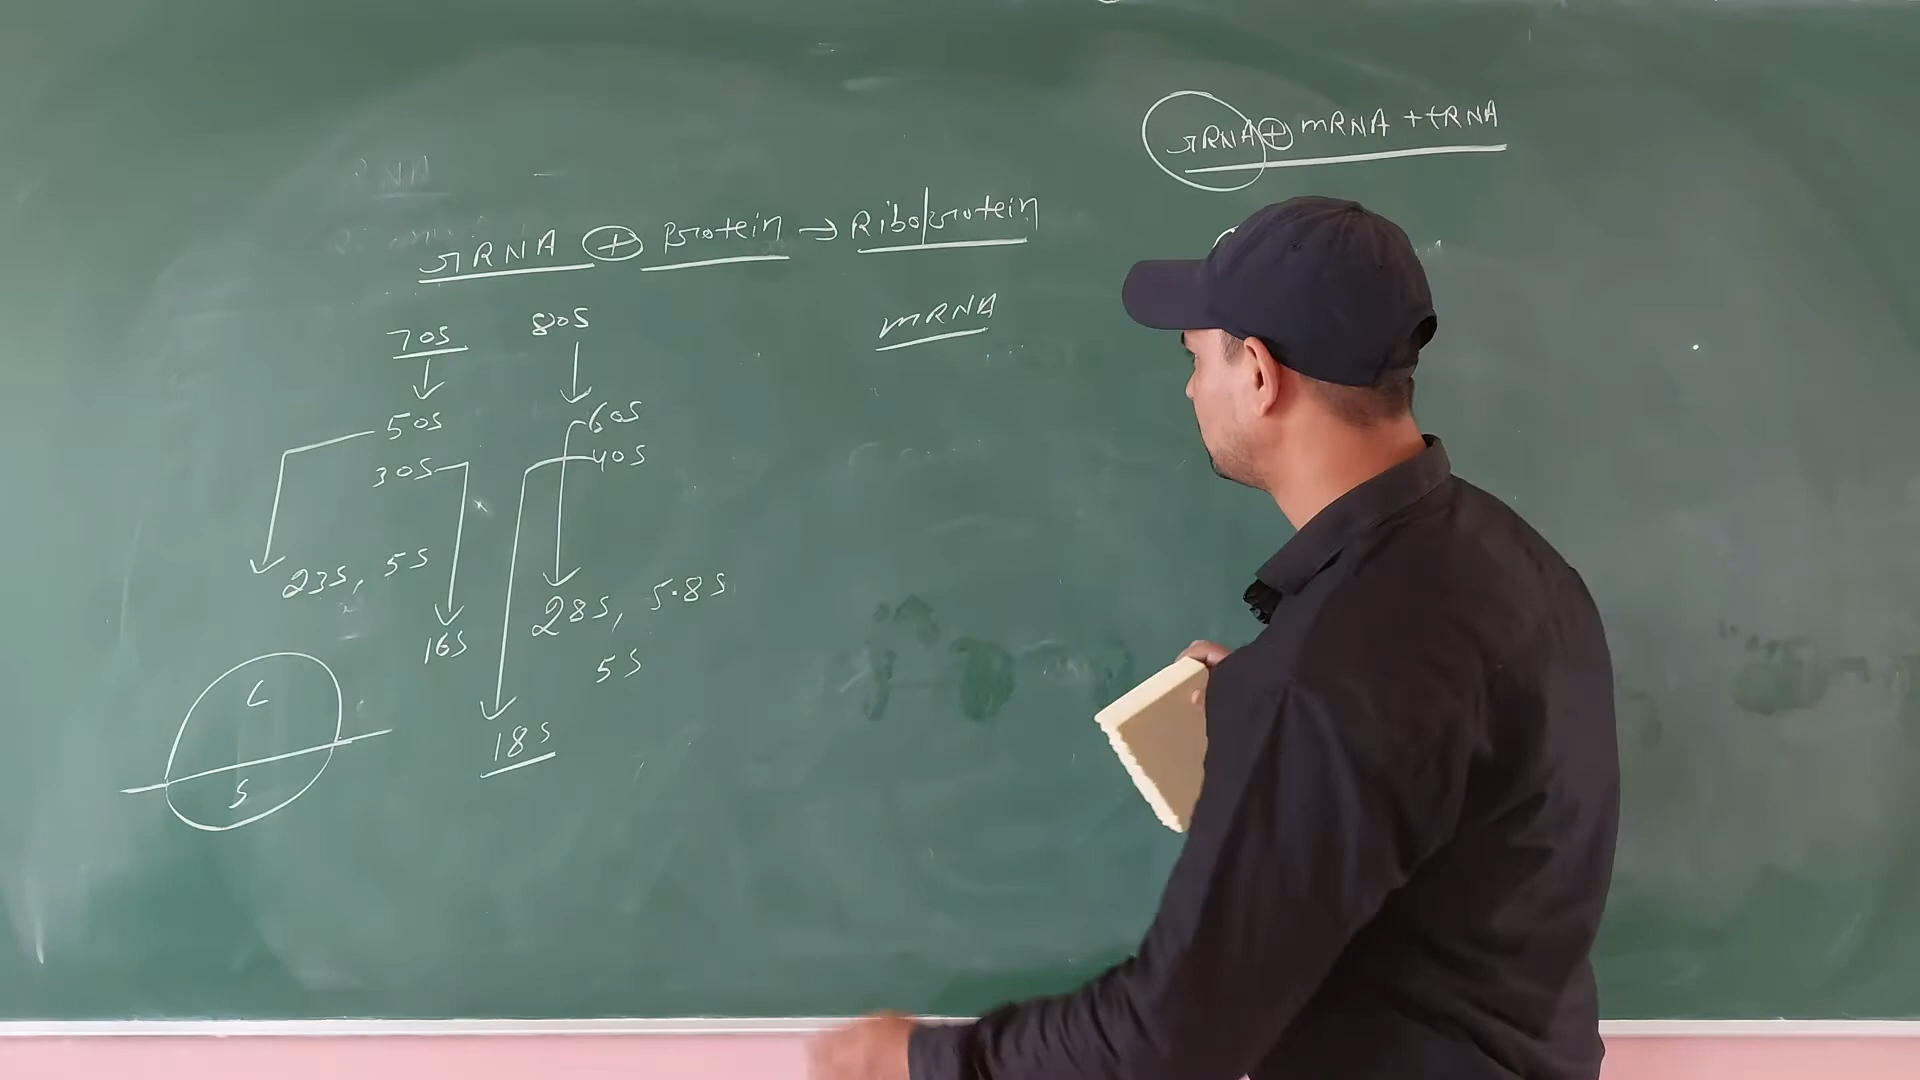 rRNA + mRNA + tRNA
rRNA + Protein → Riboprotein
mRNA
70S 80S
50S 60S
30S 40S
23S, 5S
28S, 5.8S
16S
5S
L
18S
S